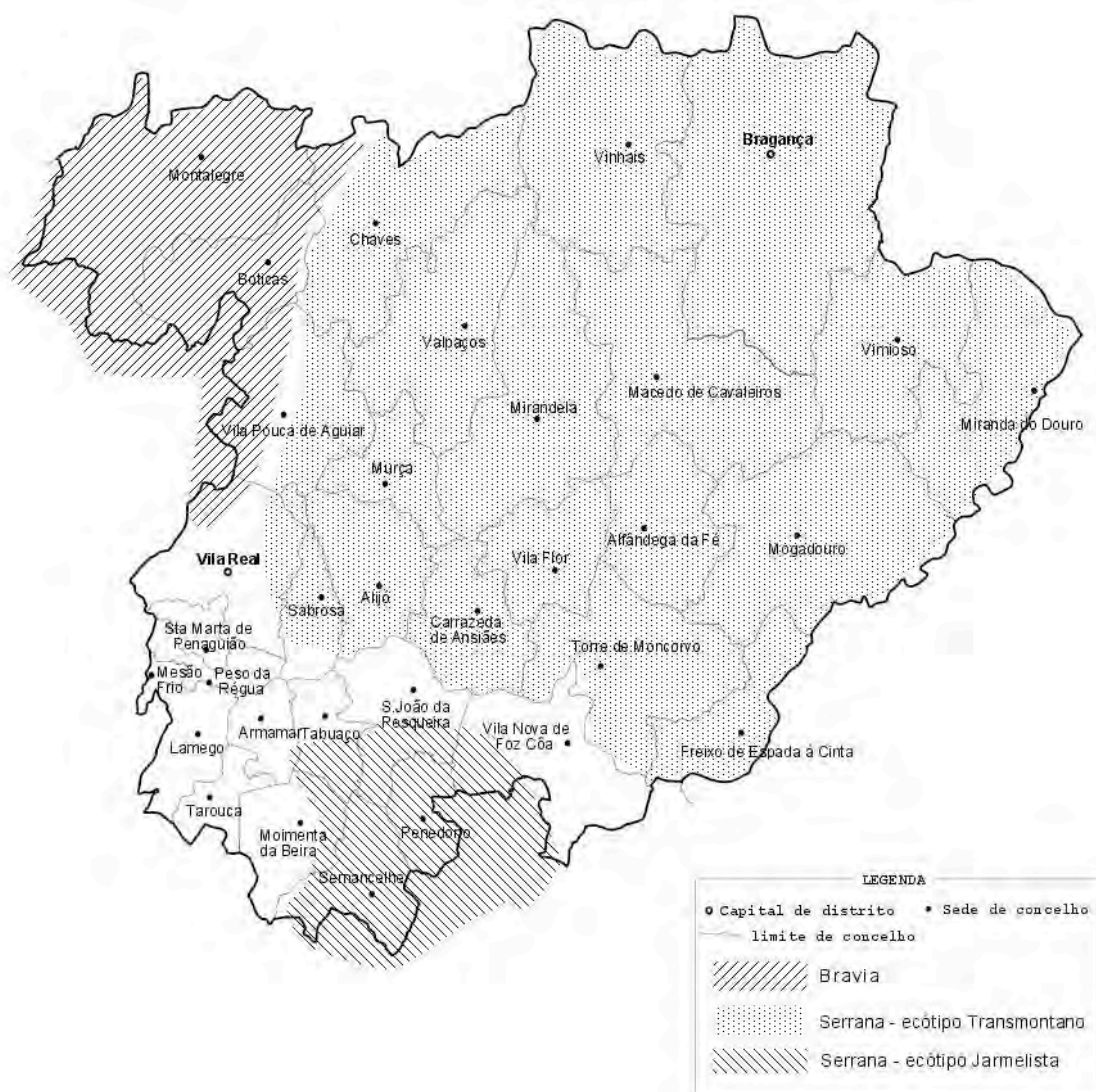 Bragança
Vinhais
Montalegre
Chaves
Boticas
Valpaços
Vimioso
Macedo de Cavaleiros
Miranda do Douro
Mirandela
Vila Pouca de Aguiar
Murça
Alfândega da Fé
Mogadouro
Vila Flor
Vila Real
Alijó
Sabrosa
Carrazeda
de Ansiães
Sta Marta de
Penaguião
Torre de Moncorvo
Mesão
Frio
Peso da
Régua
S.João da
Pesqueira
Armamar
Tabuaço
Vila Nova de
Foz Côa
Lamego
Freixo de Espada à Cinta
Tarouca
Moimenta
da Beira
Penedono
Sernancelhe
LEGENDA
Capital de distrito
Sede de concelho
limite de concelho
Bravia
Serrana - ecótipo Transmontano
Serrana - ecótipo Jarmelista